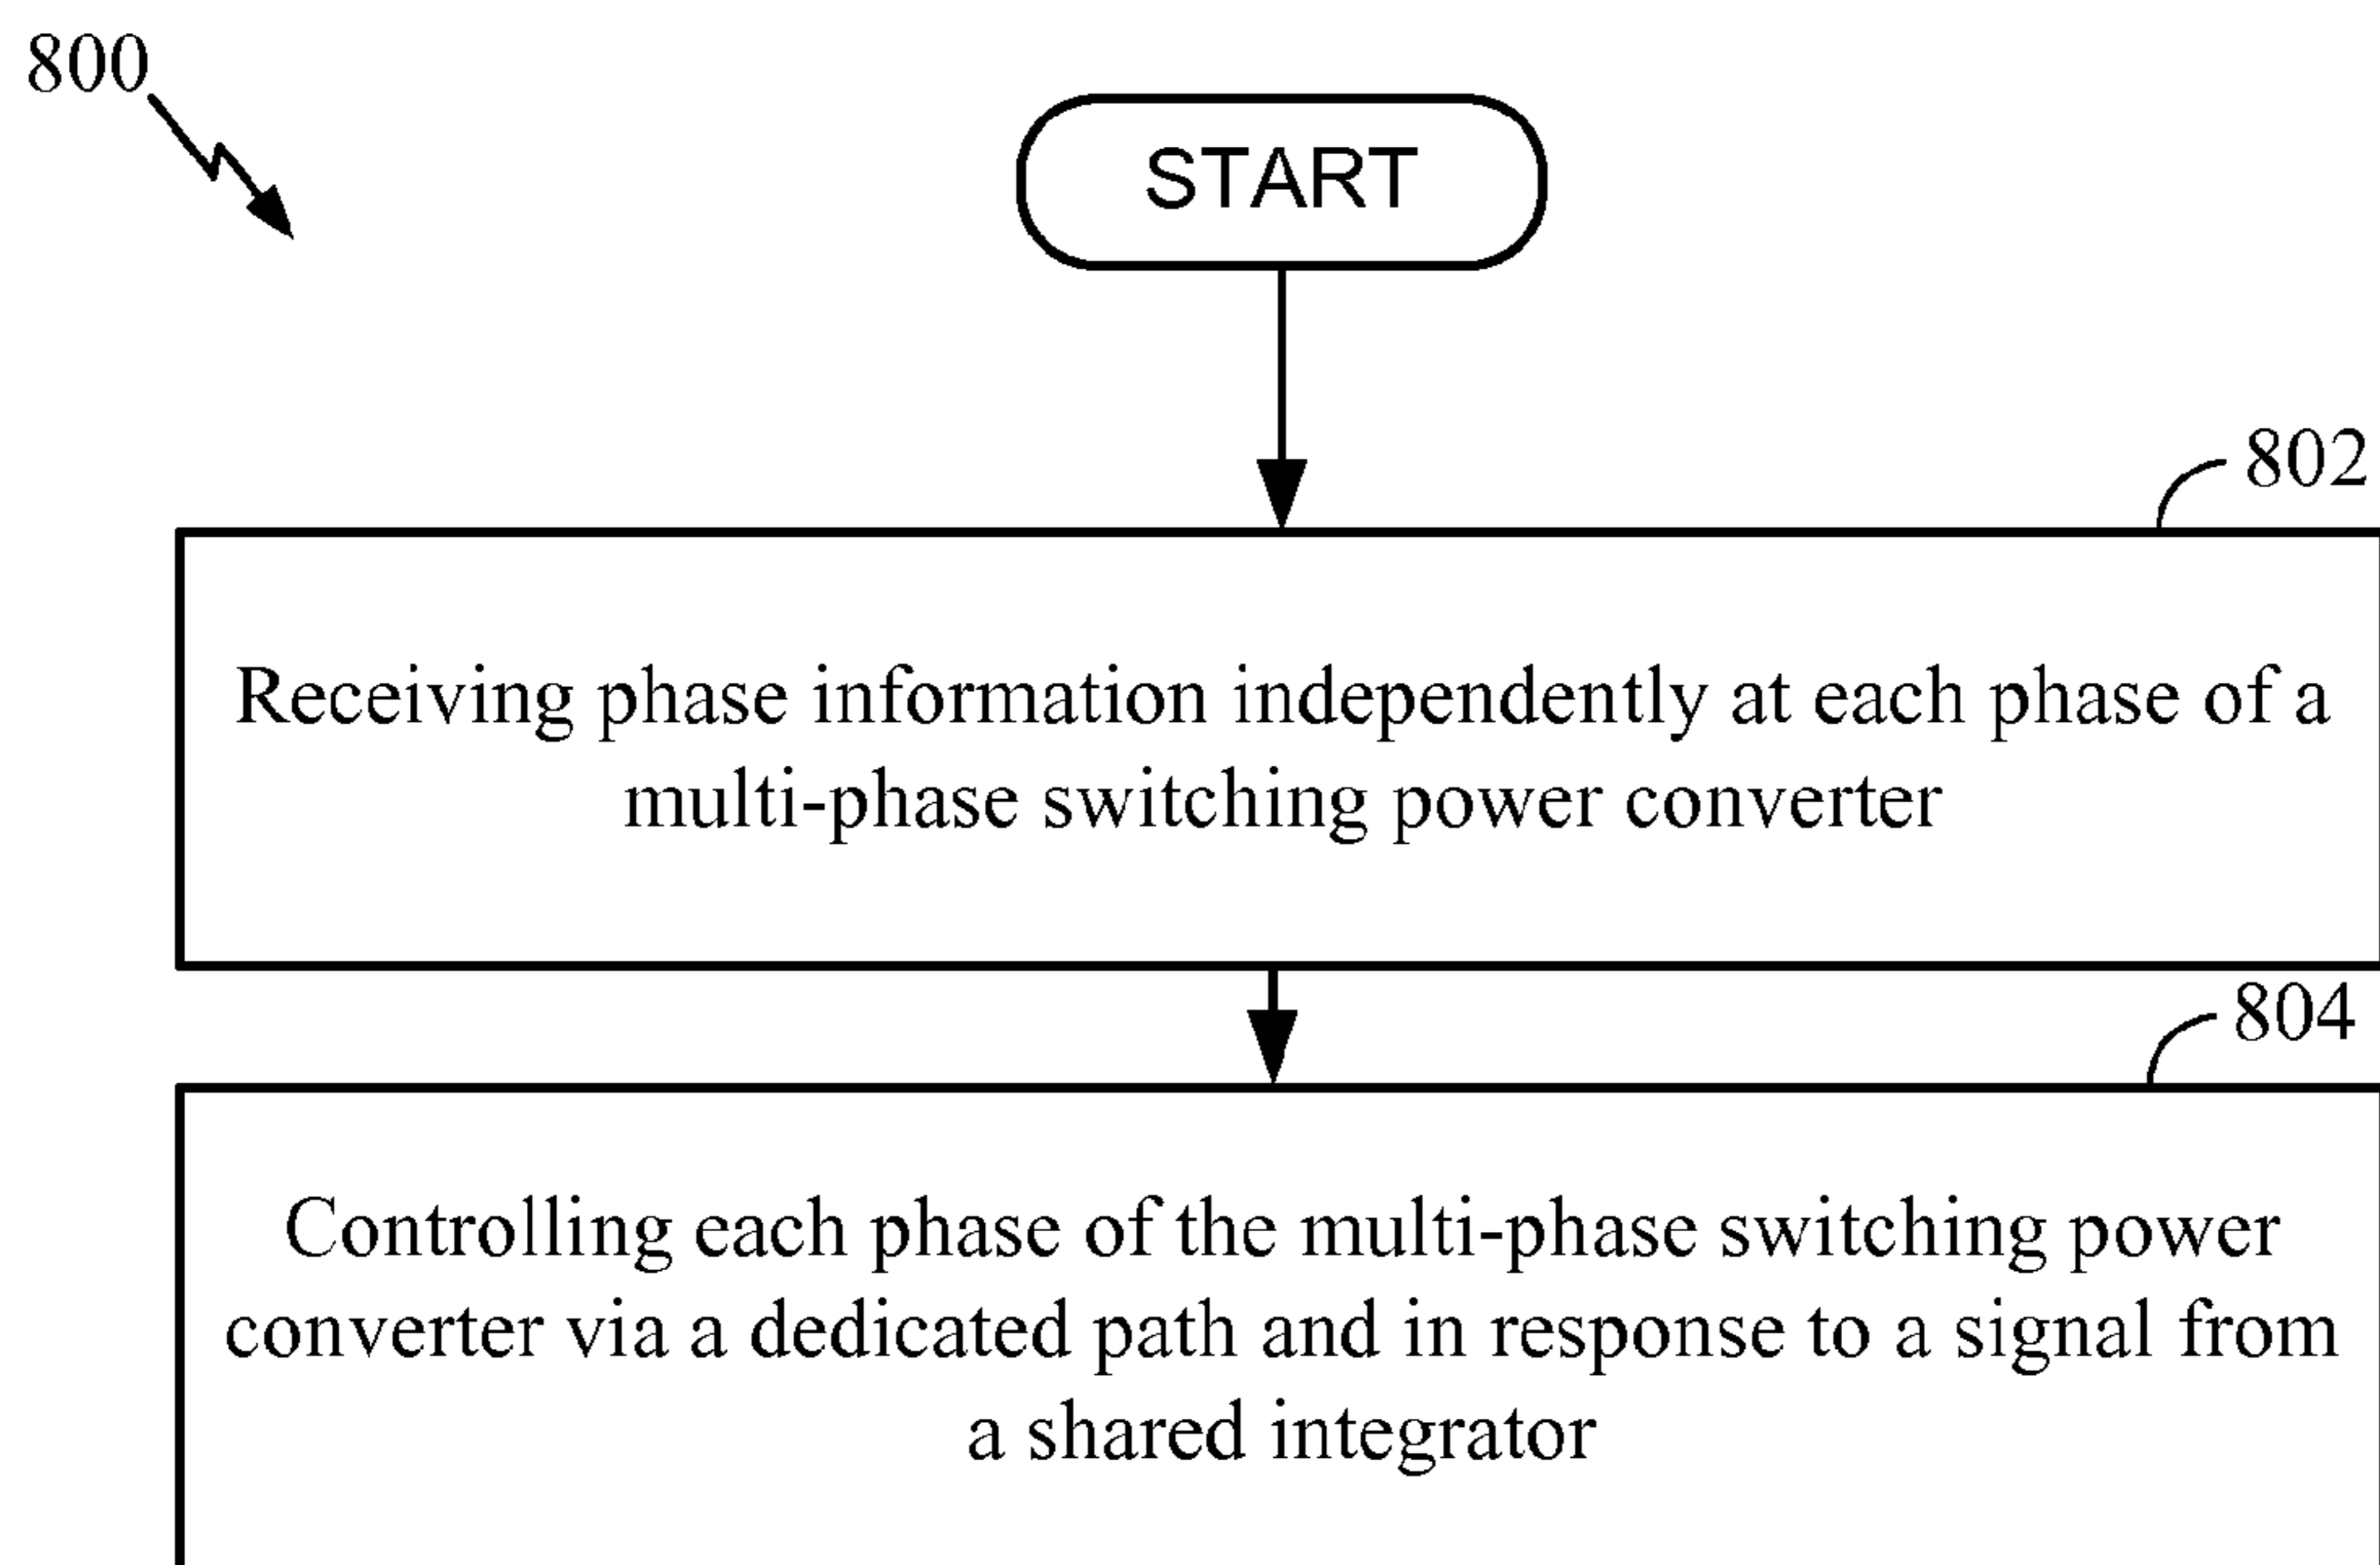 800
START
802
Receiving phase information independently at each phase of a
multi-phase switching power converter
804
Controlling each phase of the multi-phase switching power
converter via a dedicated path and in response to a signal from
a shared integrator